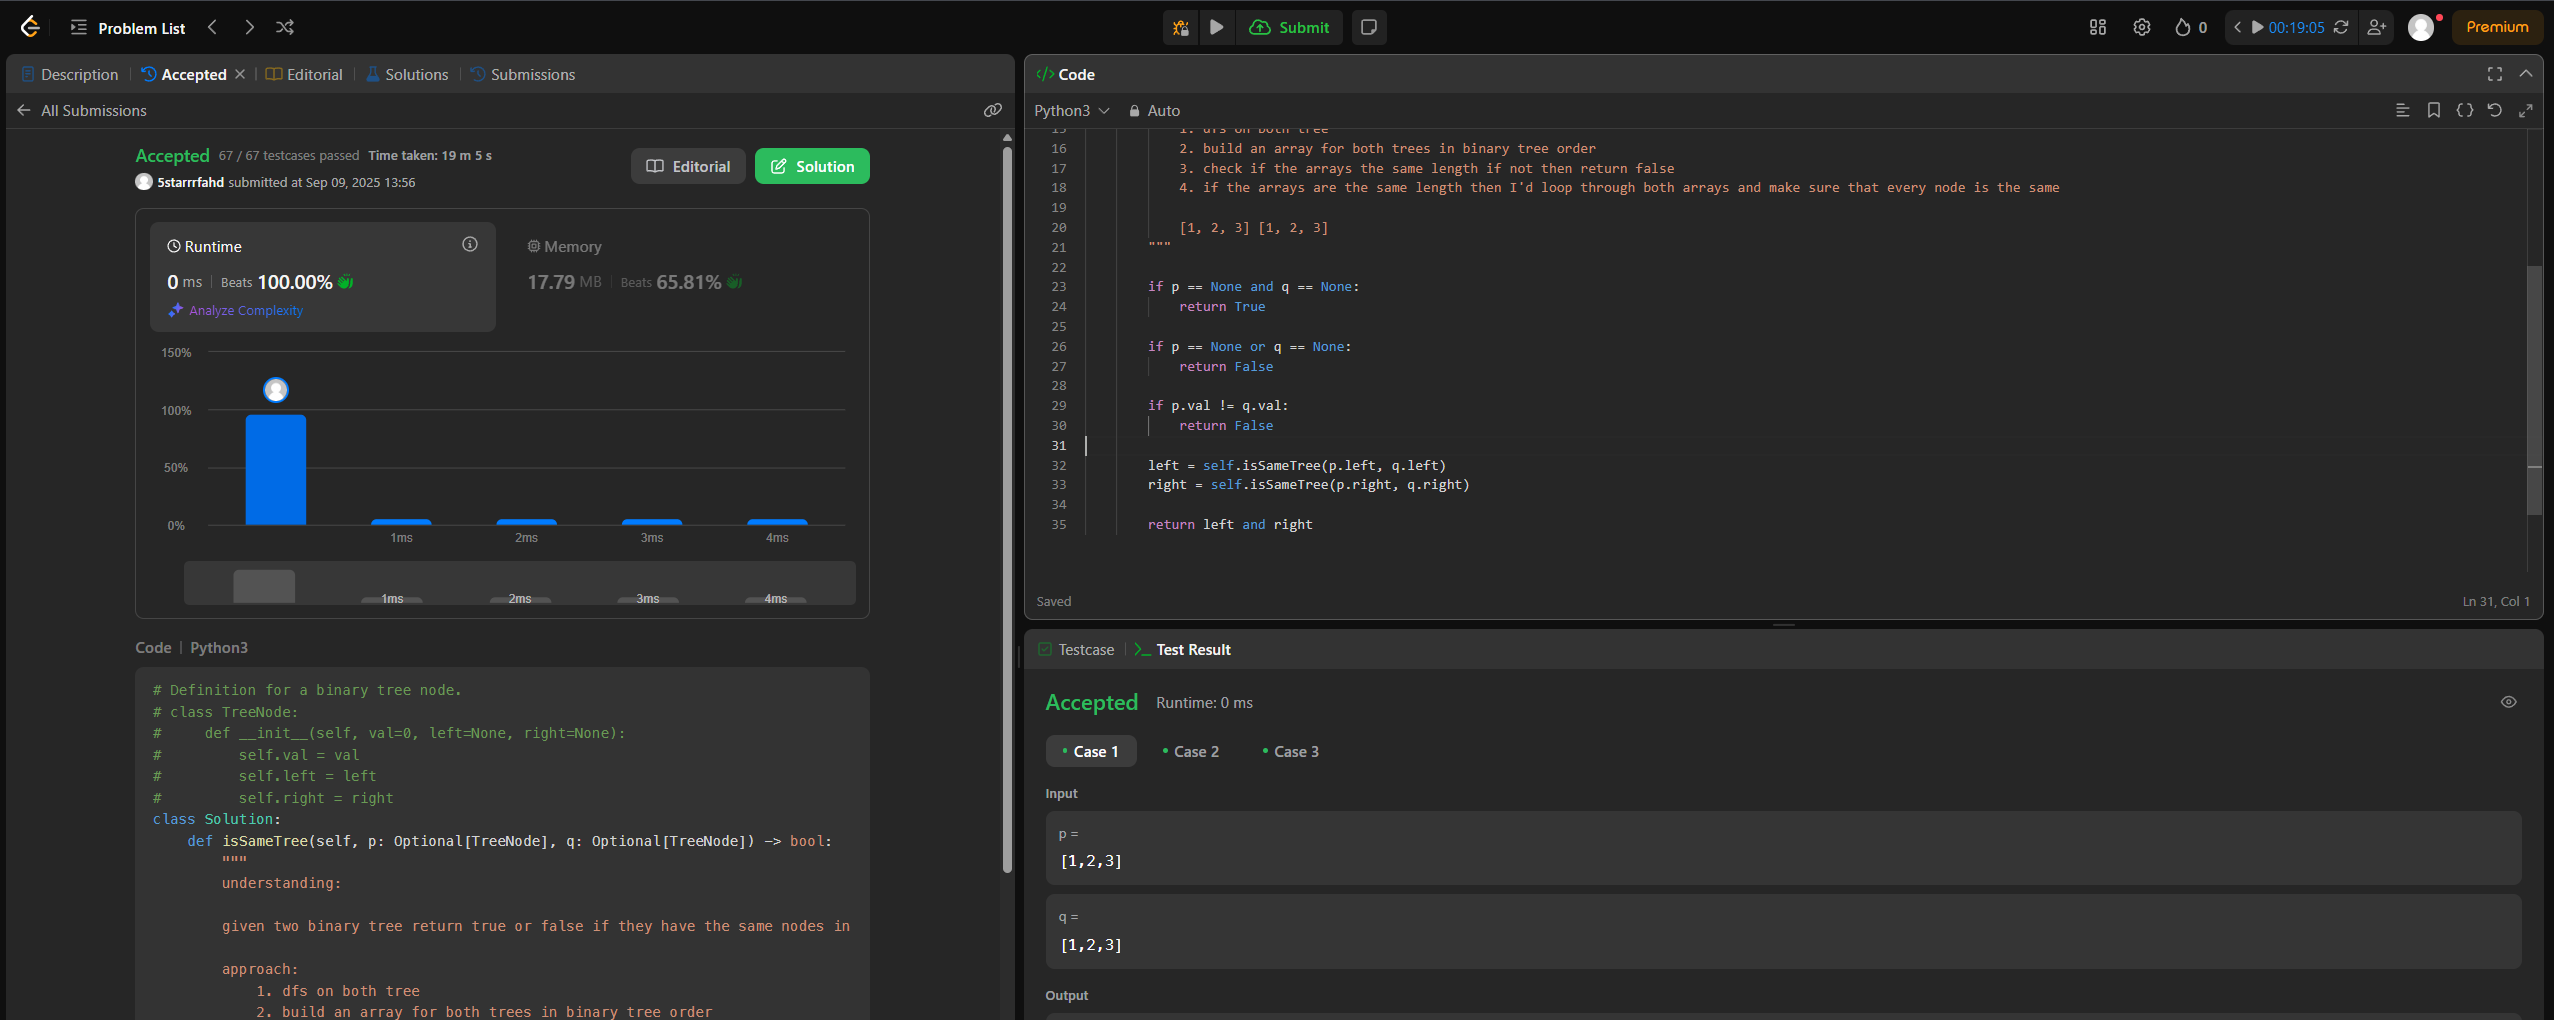 Problem List
Submit
0
00:19:05
Premium
Description
Accepted
Editorial
Solutions
Submissions
All Submissions
Accepted 67 / 67 testcases passed Time taken: 19 m 5 s
5starrrfahd submitted at Sep 09, 2025 13:56
Editorial
Solution
Runtime
0 ms | Beats 100.00%
Analyze Complexity
Memory
17.79 MB | Beats 65.81%
150%
100%
50%
0%
1ms
2ms
3ms
4ms
1ms
2ms
3ms
4ms
Code | Python3
# Definition for a binary tree node.
# class TreeNode:
#     def __init__(self, val=0, left=None, right=None):
#         self.val = val
#         self.left = left
#         self.right = right
class Solution:
    def isSameTree(self, p: Optional[TreeNode], q: Optional[TreeNode]) -> bool:
        """
        understanding:
        given two binary tree return true or false if they have the same nodes in
        approach:
            1. dfs on both tree
            2. build an array for both trees in binary tree order
</> Code
Python3
Auto
15 1. dfs on both tree
16 2. build an array for both trees in binary tree order
17 3. check if the arrays the same length if not then return false
18 4. if the arrays are the same length then I'd loop through both arrays and make sure that every node is the same
19
20 [1, 2, 3] [1, 2, 3]
21 """
22
23 if p == None and q == None:
24 return True
25
26 if p == None or q == None:
27 return False
28
29 if p.val != q.val:
30 return False
31
32 left = self.isSameTree(p.left, q.left)
33 right = self.isSameTree(p.right, q.right)
34
35 return left and right
Saved
Ln 31, Col 1
Testcase
Test Result
Accepted Runtime: 0 ms
Case 1
Case 2
Case 3
Input
p =
[1,2,3]
q =
[1,2,3]
Output